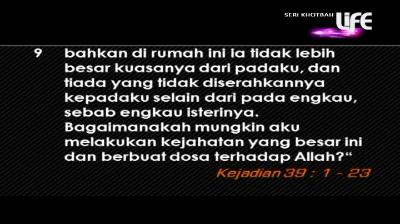 SERI KHOTBAH
LIFE
9 bahkan di rumah ini ia tidak lebih
besar kuasanya dari padaku, dan
tiada yang tidak diserahkannya
kepadaku selain dari pada engkau,
sebab engkau isterinya.
Bagaimanakah mungkin aku
melakukan kejahatan yang besar ini
dan berbuat dosa terhadap Allah?“
Kejadian 39 : 1 - 23